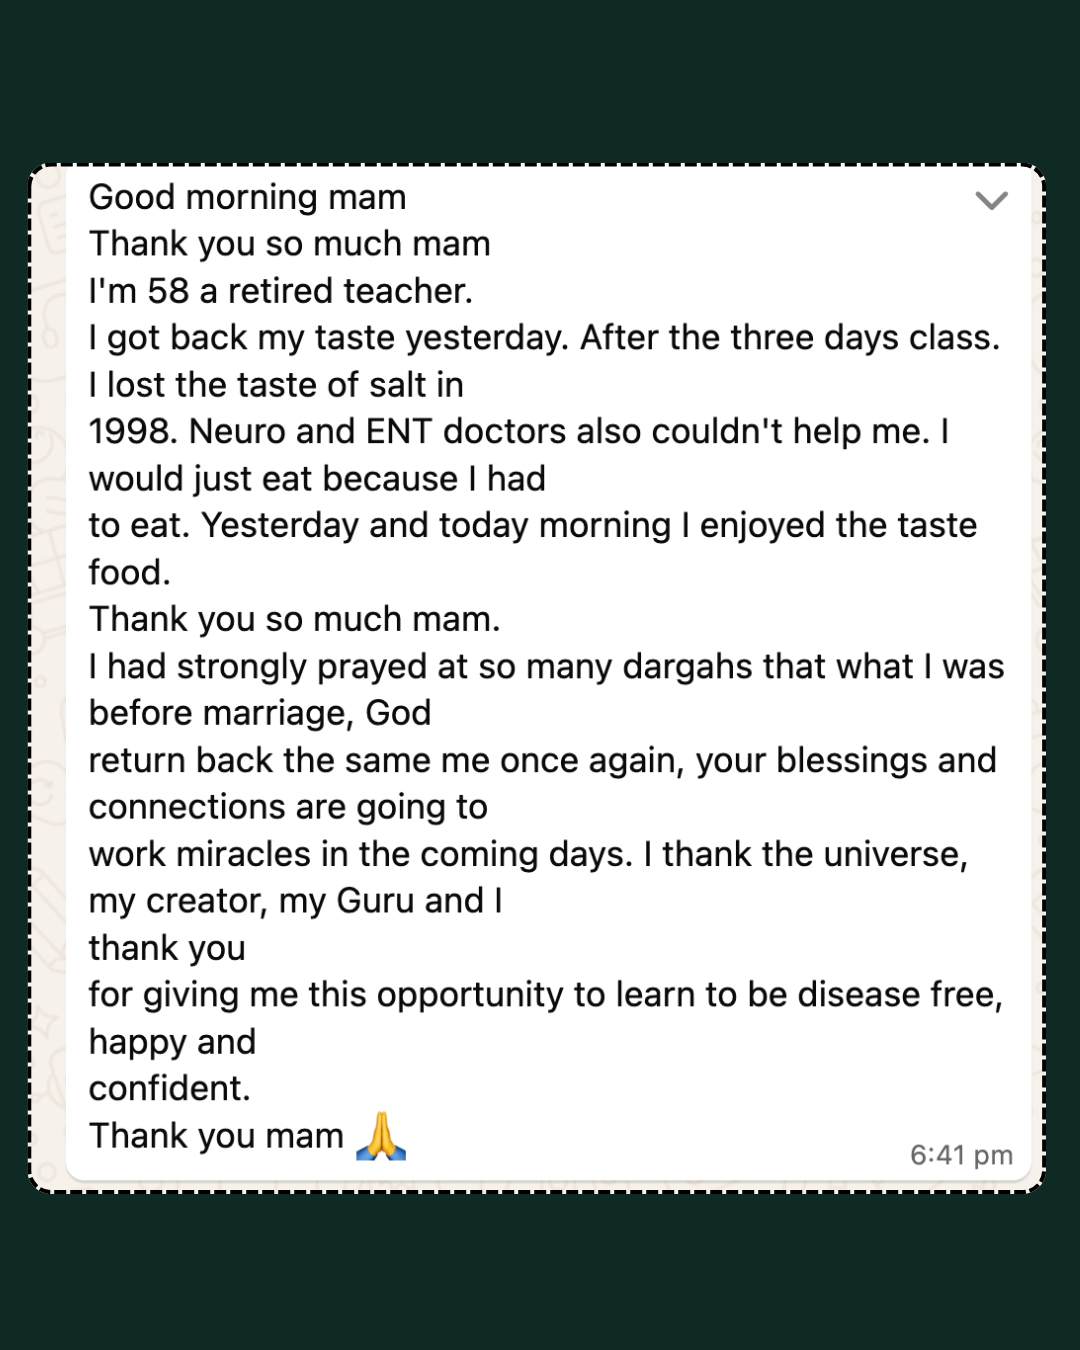 Good morning mam
Thank you so much mam
I'm 58 a retired teacher.
I got back my taste yesterday. After the three days class.
I lost the taste of salt in
1998. Neuro and ENT doctors also couldn't help me. I
would just eat because I had
to eat. Yesterday and today morning I enjoyed the taste
food.
Thank you so much mam.
I had strongly prayed at so many dargahs that what I was
before marriage, God
return back the same me once again, your blessings and
connections are going to
work miracles in the coming days. I thank the universe,
my creator, my Guru and I
thank you
for giving me this opportunity to learn to be disease free,
happy and
confident.
Thank you mam 🙏
6:41 pm